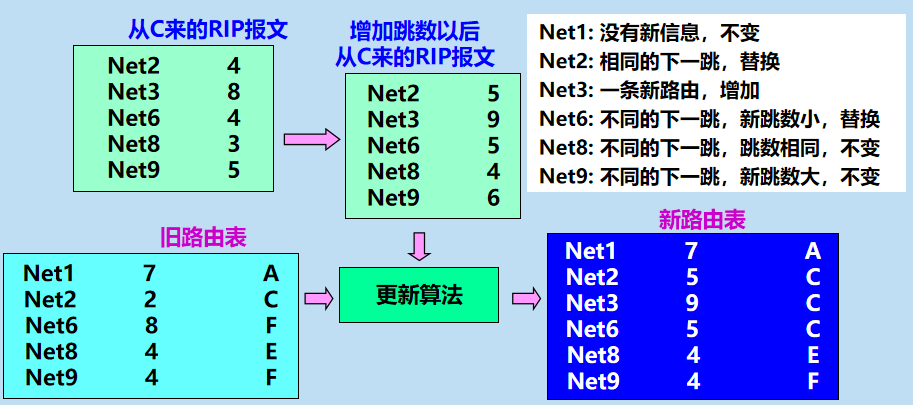 从C来的RIP报文
Net2 4
Net3 8
Net6 4
Net8 3
Net9 5
增加跳数以后
从C来的RIP报文
Net2 5
Net3 9
Net6 5
Net8 4
Net9 6
Net1: 没有新信息，不变
Net2: 相同的下一跳，替换
Net3: 一条新路由，增加
Net6: 不同的下一跳，新跳数小，替换
Net8: 不同的下一跳，跳数相同，不变
Net9: 不同的下一跳，新跳数大，不变
旧路由表
Net1 7 A
Net2 2 C
Net6 8 F
Net8 4 E
Net9 4 F
更新算法
新路由表
Net1 7 A
Net2 5 C
Net3 9 C
Net6 5 C
Net8 4 E
Net9 4 F